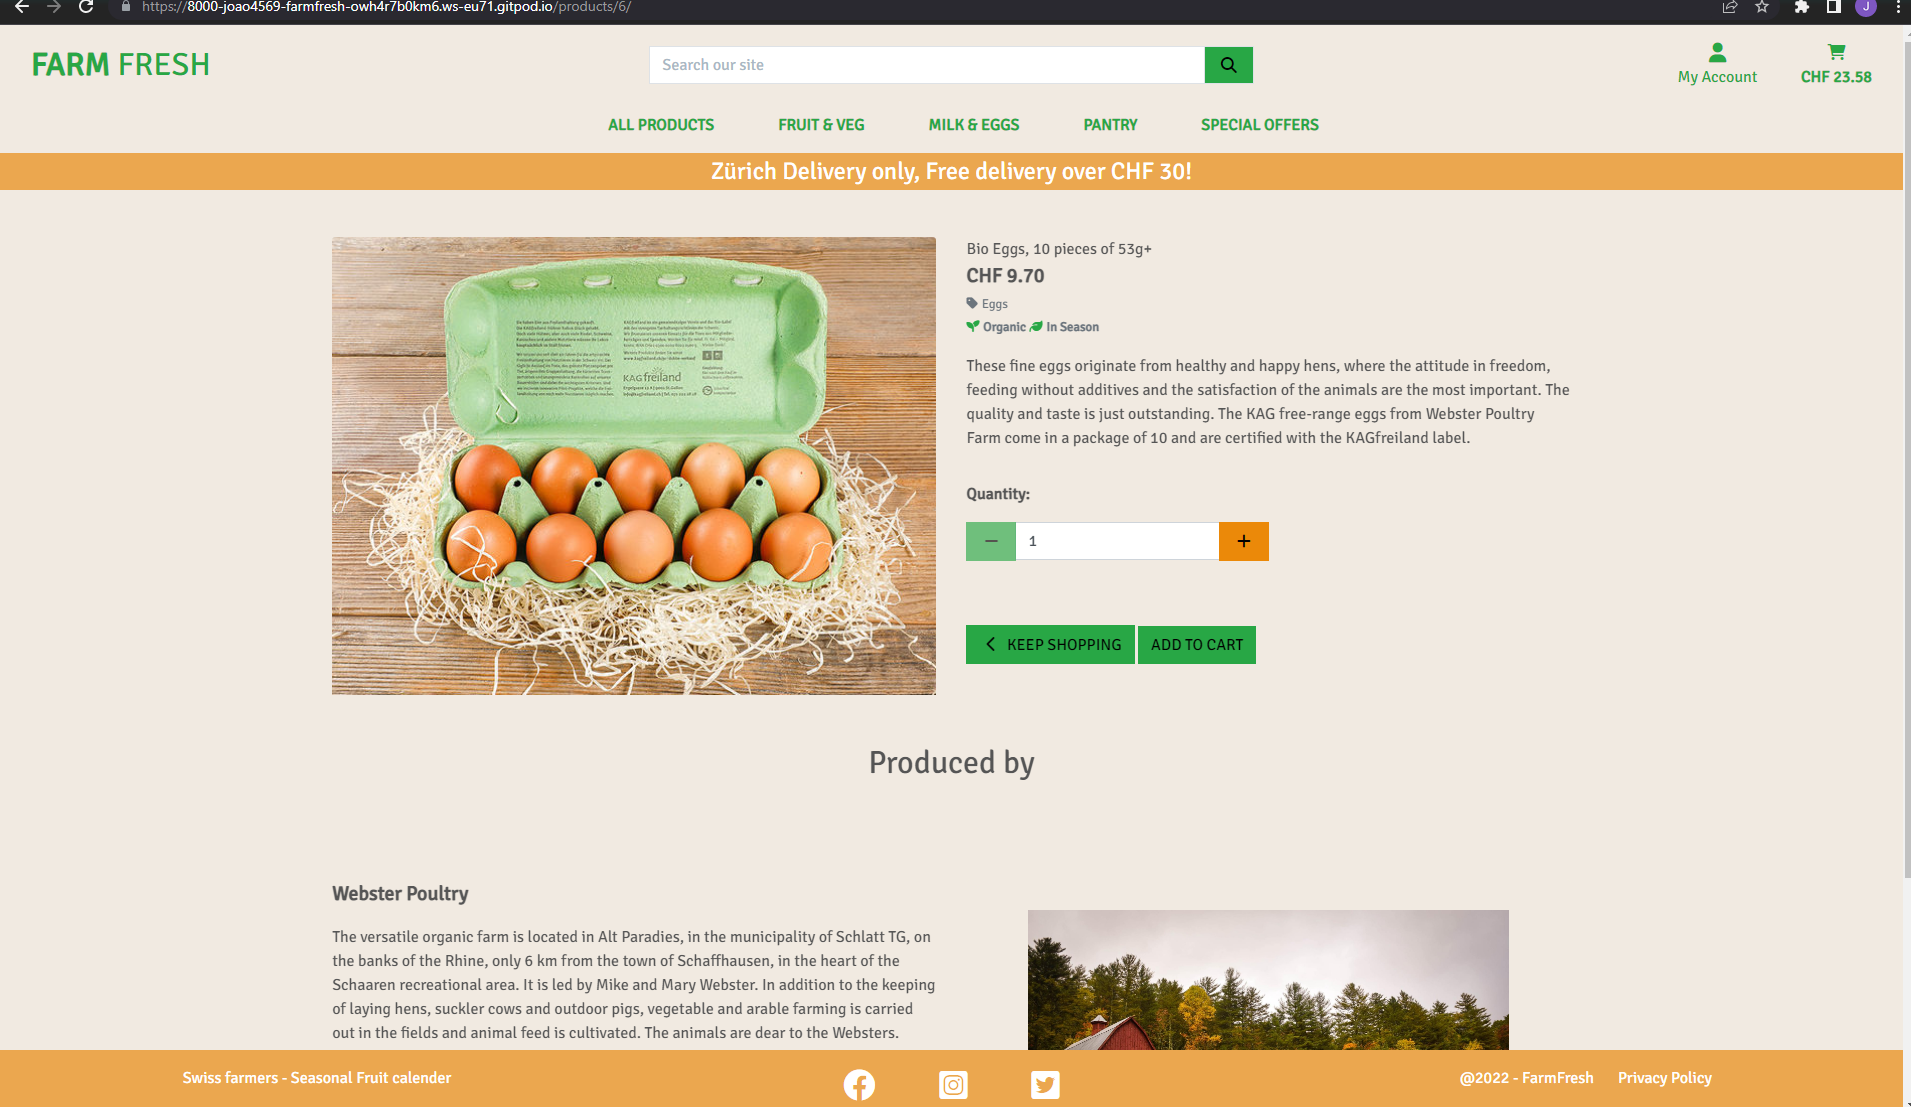 https://8000-joao4569-farmfresh-owh4r7b0km6.ws-eu71.gitpod.io/products/6/
J
FARM FRESH
Search our site
My Account
CHF 23.58
ALL PRODUCTS
FRUIT & VEG
MILK & EGGS
PANTRY
SPECIAL OFFERS
Zürich Delivery only, Free delivery over CHF 30!
KAGfreiland
Bio Eggs, 10 pieces of 53g+
CHF 9.70
Eggs
Organic In Season
These fine eggs originate from healthy and happy hens, where the attitude in freedom,
feeding without additives and the satisfaction of the animals are the most important. The
quality and taste is just outstanding. The KAG free-range eggs from Webster Poultry
Farm come in a package of 10 and are certified with the KAGfreiland label.
Quantity:
1
KEEP SHOPPING
ADD TO CART
Produced by
Webster Poultry
The versatile organic farm is located in Alt Paradies, in the municipality of Schlatt TG, on
the banks of the Rhine, only 6 km from the town of Schaffhausen, in the heart of the
Schaaren recreational area. It is led by Mike and Mary Webster. In addition to the keeping
of laying hens, suckler cows and outdoor pigs, vegetable and arable farming is carried
out in the fields and animal feed is cultivated. The animals are dear to the Websters.
Swiss farmers - Seasonal Fruit calender
@2022 - FarmFresh
Privacy Policy